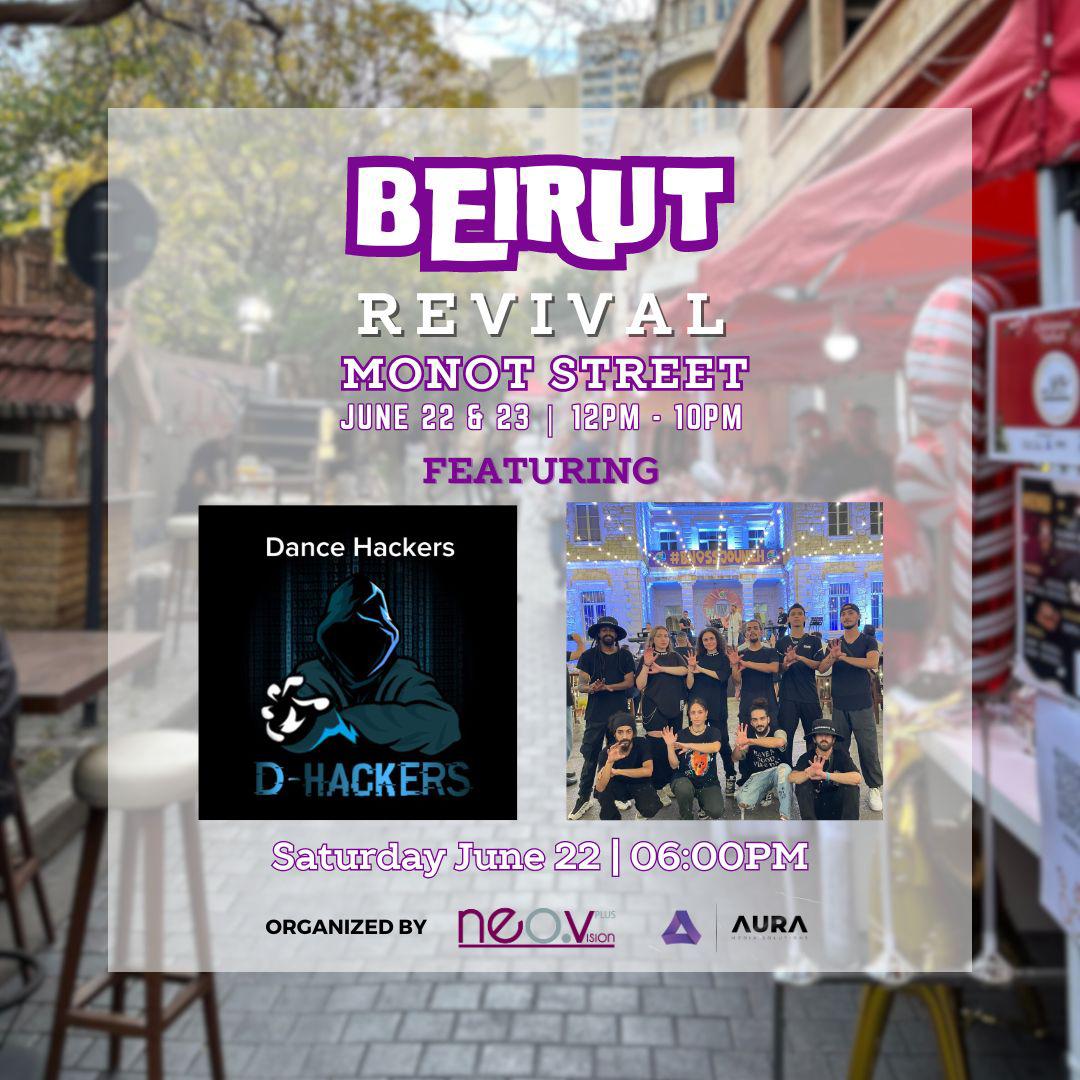 BEIRUT
REVIVAL
MONOT STREET
JUNE 22 & 23 | 12PM - 10PM
FEATURING
Dance Hackers
D-HACKERS
Saturday June 22 | 06:00PM
ORGANIZED BY
neo.vision PLUS
AURA
MEDIA SOLUTIONS